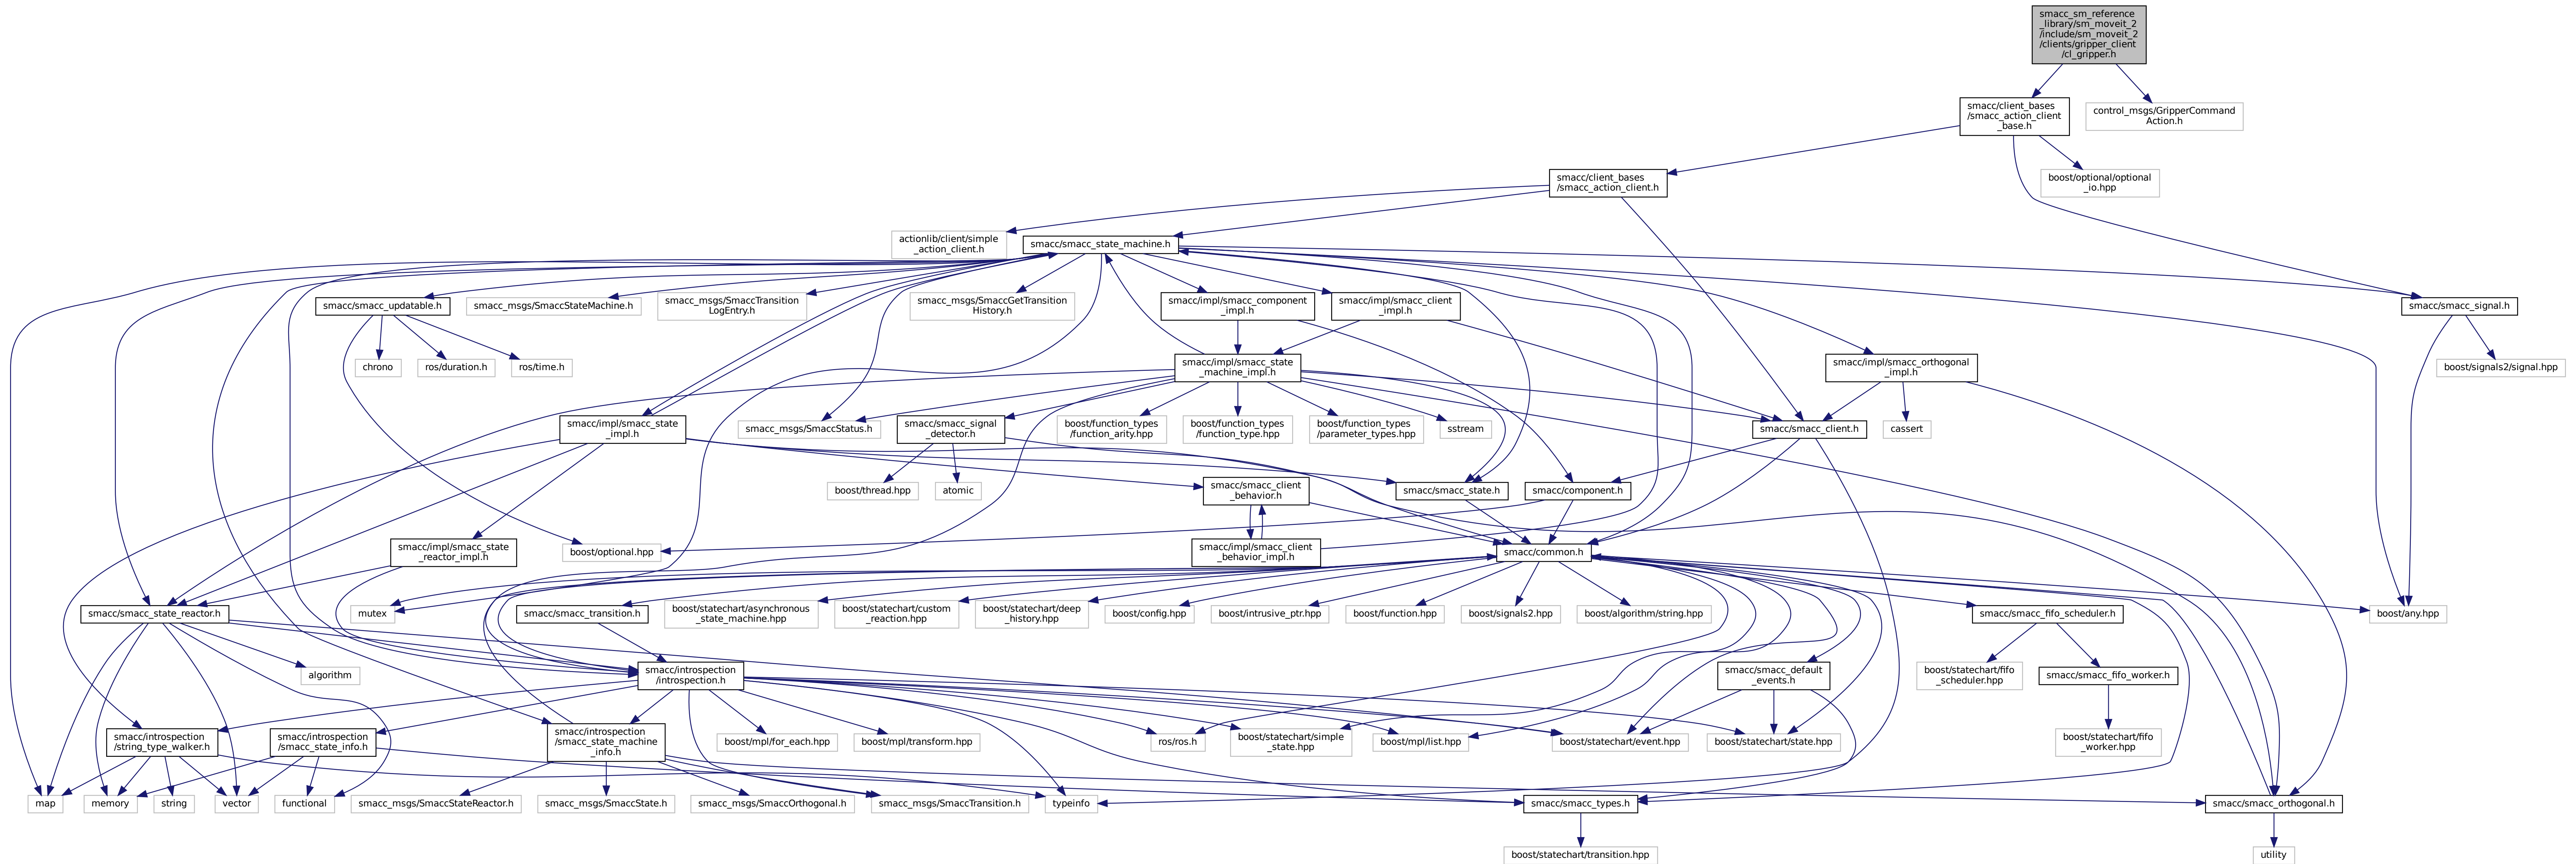 smacc_sm_reference
_library/sm_moveit_2
/include/sm_moveit_2
/clients/gripper_client
/cl_gripper.h
smacc/client_bases
/smacc_action_client
_base.h
control_msgs/GripperCommand
Action.h
smacc/client_bases
/smacc_action_client.h
boost/optional/optional
_io.hpp
actionlib/client/simple
_action_client.h
smacc/smacc_state_machine.h
smacc/smacc_updatable.h
smacc_msgs/SmaccStateMachine.h
smacc_msgs/SmaccTransition
LogEntry.h
smacc_msgs/SmaccGetTransition
History.h
smacc/impl/smacc_component
_impl.h
smacc/impl/smacc_client
_impl.h
smacc/smacc_signal.h
chrono
ros/duration.h
ros/time.h
smacc/impl/smacc_state
_machine_impl.h
smacc/impl/smacc_orthogonal
_impl.h
boost/signals2/signal.hpp
smacc/impl/smacc_state
_impl.h
smacc_msgs/SmaccStatus.h
smacc/smacc_signal
_detector.h
boost/function_types
/function_arity.hpp
boost/function_types
/function_type.hpp
boost/function_types
/parameter_types.hpp
sstream
smacc/smacc_client.h
cassert
boost/thread.hpp
atomic
smacc/smacc_client
_behavior.h
smacc/smacc_state.h
smacc/component.h
smacc/impl/smacc_state
_reactor_impl.h
boost/optional.hpp
smacc/impl/smacc_client
_behavior_impl.h
smacc/common.h
smacc/smacc_state_reactor.h
mutex
smacc/smacc_transition.h
boost/statechart/asynchronous
_state_machine.hpp
boost/statechart/custom
_reaction.hpp
boost/statechart/deep
_history.hpp
boost/config.hpp
boost/intrusive_ptr.hpp
boost/function.hpp
boost/signals2.hpp
boost/algorithm/string.hpp
smacc/smacc_fifo_scheduler.h
boost/any.hpp
algorithm
smacc/introspection
/introspection.h
smacc/smacc_default
_events.h
boost/statechart/fifo
_scheduler.hpp
smacc/smacc_fifo_worker.h
smacc/introspection
/string_type_walker.h
smacc/introspection
/smacc_state_info.h
smacc/introspection
/smacc_state_machine
_info.h
boost/mpl/for_each.hpp
boost/mpl/transform.hpp
ros/ros.h
boost/statechart/simple
_state.hpp
boost/mpl/list.hpp
boost/statechart/event.hpp
boost/statechart/state.hpp
boost/statechart/fifo
_worker.hpp
map
memory
string
vector
functional
smacc_msgs/SmaccStateReactor.h
smacc_msgs/SmaccState.h
smacc_msgs/SmaccOrthogonal.h
smacc_msgs/SmaccTransition.h
typeinfo
smacc/smacc_types.h
smacc/smacc_orthogonal.h
boost/statechart/transition.hpp
utility